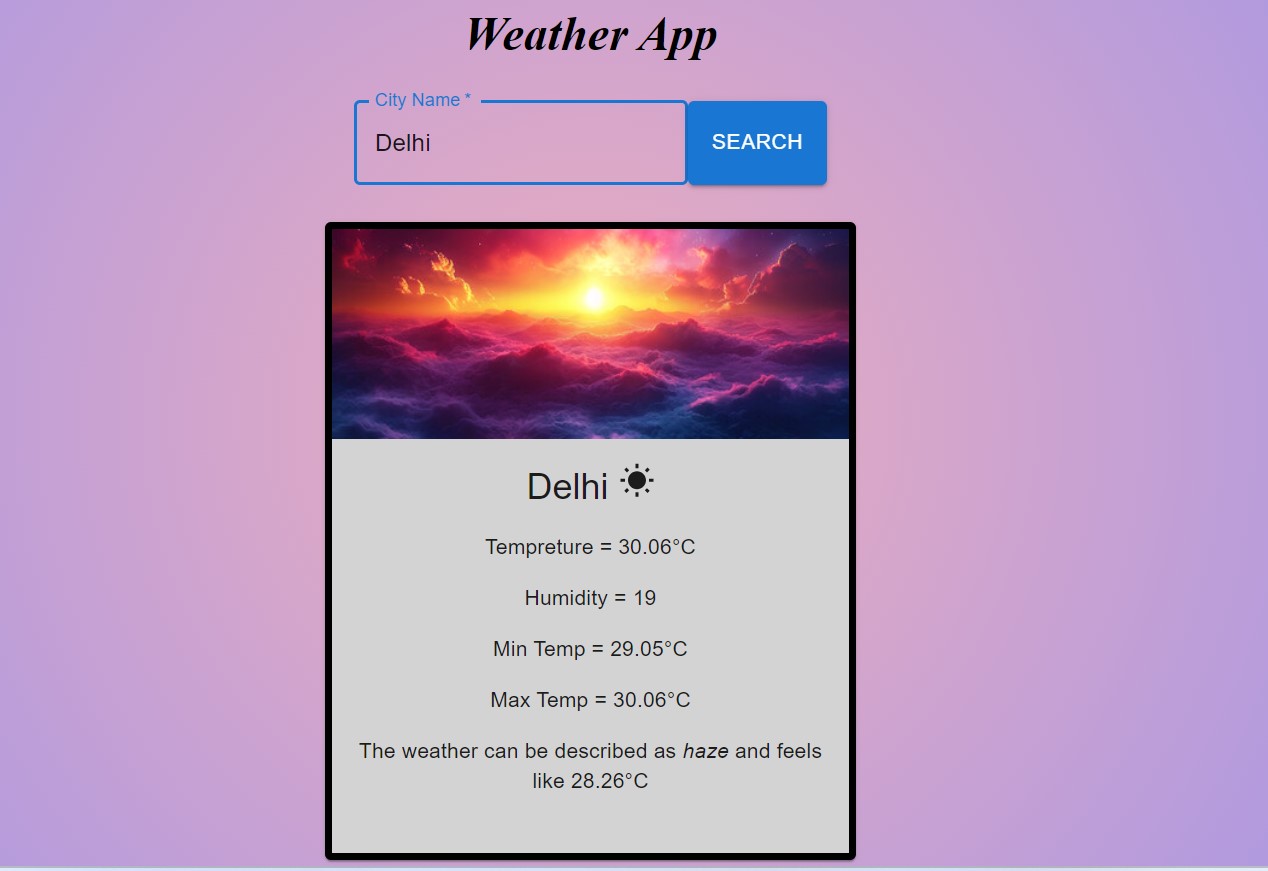 Weather App
City Name *
Delhi
SEARCH
Delhi
Tempreture = 30.06°C
Humidity = 19
Min Temp = 29.05°C
Max Temp = 30.06°C
The weather can be described as haze and feels
like 28.26°C